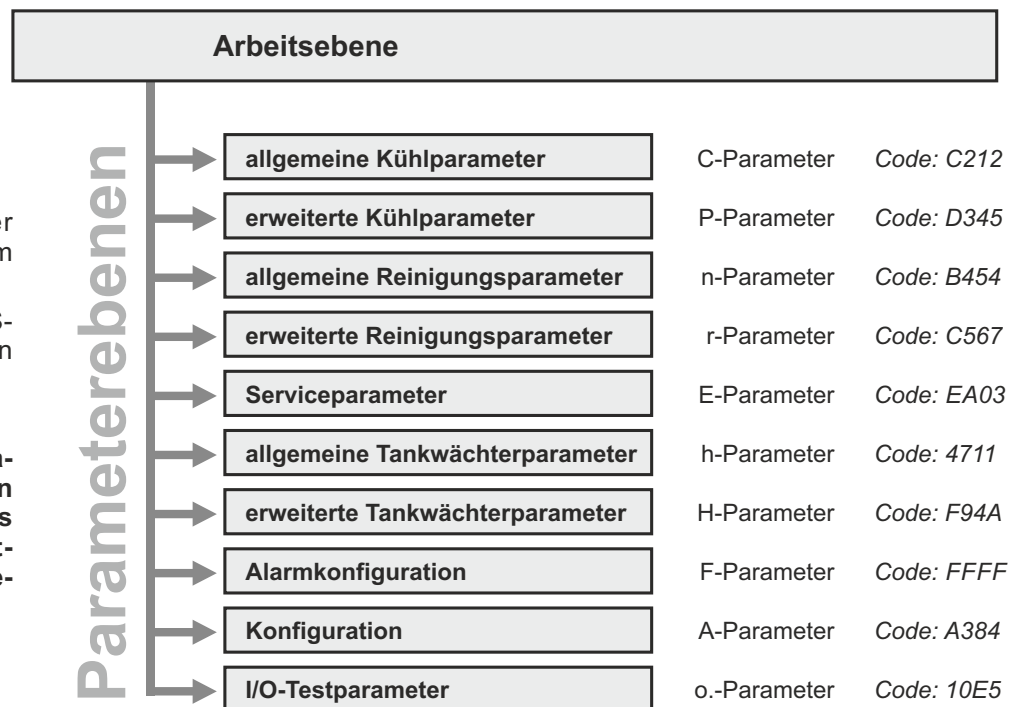 Arbeitsebene
Parameterebenen
allgemeine Kühlparameter C-Parameter Code: C212
erweiterte Kühlparameter P-Parameter Code: D345
allgemeine Reinigungsparameter n-Parameter Code: B454
erweiterte Reinigungsparameter r-Parameter Code: C567
Serviceparameter E-Parameter Code: EA03
allgemeine Tankwächterparameter h-Parameter Code: 4711
erweiterte Tankwächterparameter H-Parameter Code: F94A
Alarmkonfiguration F-Parameter Code: FFFF
Konfiguration A-Parameter Code: A384
I/O-Testparameter o.-Parameter Code: 10E5